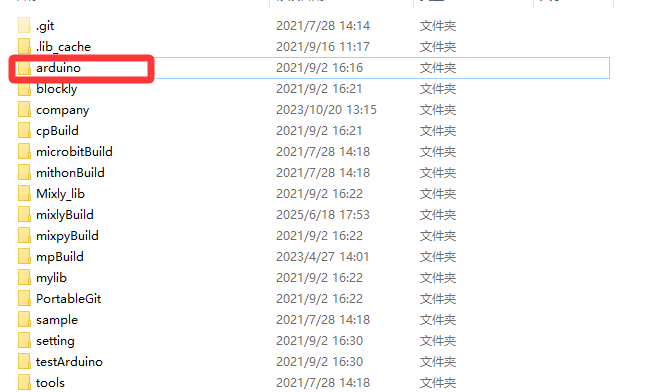 .git 2021/7/28 14:14 文件夹
.lib_cache 2021/9/16 11:17 文件夹
arduino 2021/9/2 16:16 文件夹
blockly 2021/9/2 16:21 文件夹
company 2023/10/20 13:15 文件夹
cpBuild 2021/9/2 16:21 文件夹
microbitBuild 2021/7/28 14:18 文件夹
mithonBuild 2021/7/28 14:18 文件夹
Mixly_lib 2021/9/2 16:22 文件夹
mixlyBuild 2025/6/18 17:53 文件夹
mixpyBuild 2021/9/2 16:22 文件夹
mpBuild 2023/4/27 14:01 文件夹
mylib 2021/9/2 16:22 文件夹
PortableGit 2021/9/2 16:22 文件夹
sample 2021/7/28 14:18 文件夹
setting 2021/9/2 16:30 文件夹
testArduino 2021/9/2 16:30 文件夹
tools 2021/7/28 14:18 文件夹